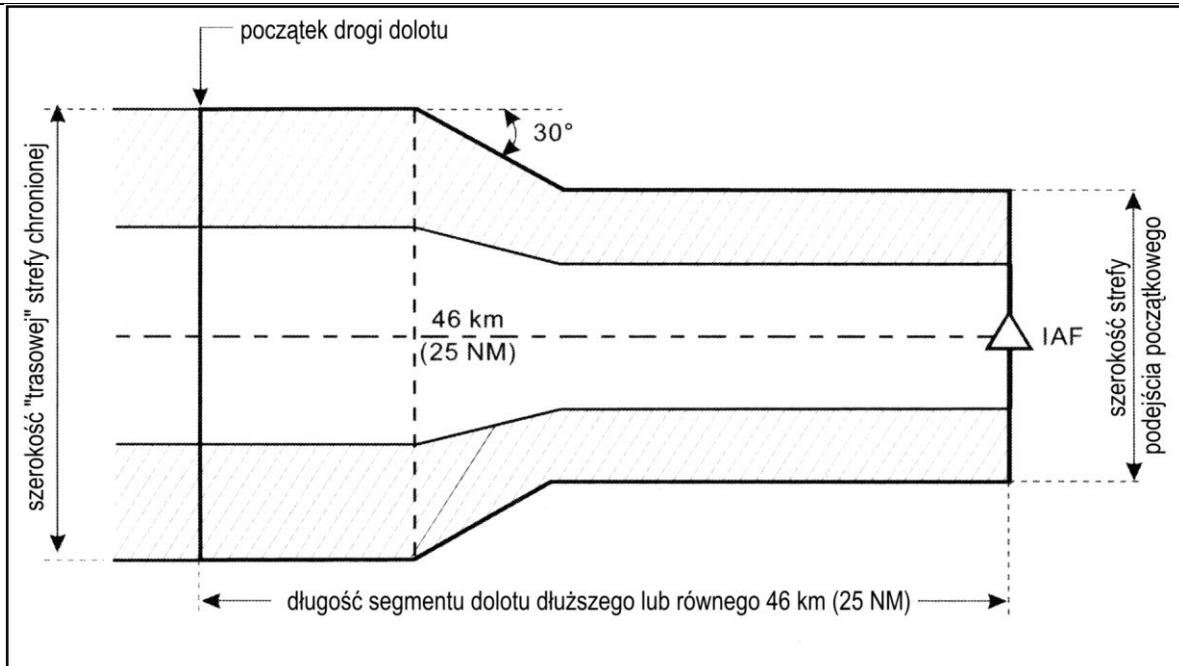 początek drogi dolotu
30°
szerokość "trasowej" strefy chronionej
46 km
(25 NM)
IAF
szerokość strefy
podejścia początkowego
długość segmentu dolotu dłuższego lub równego 46 km (25 NM)